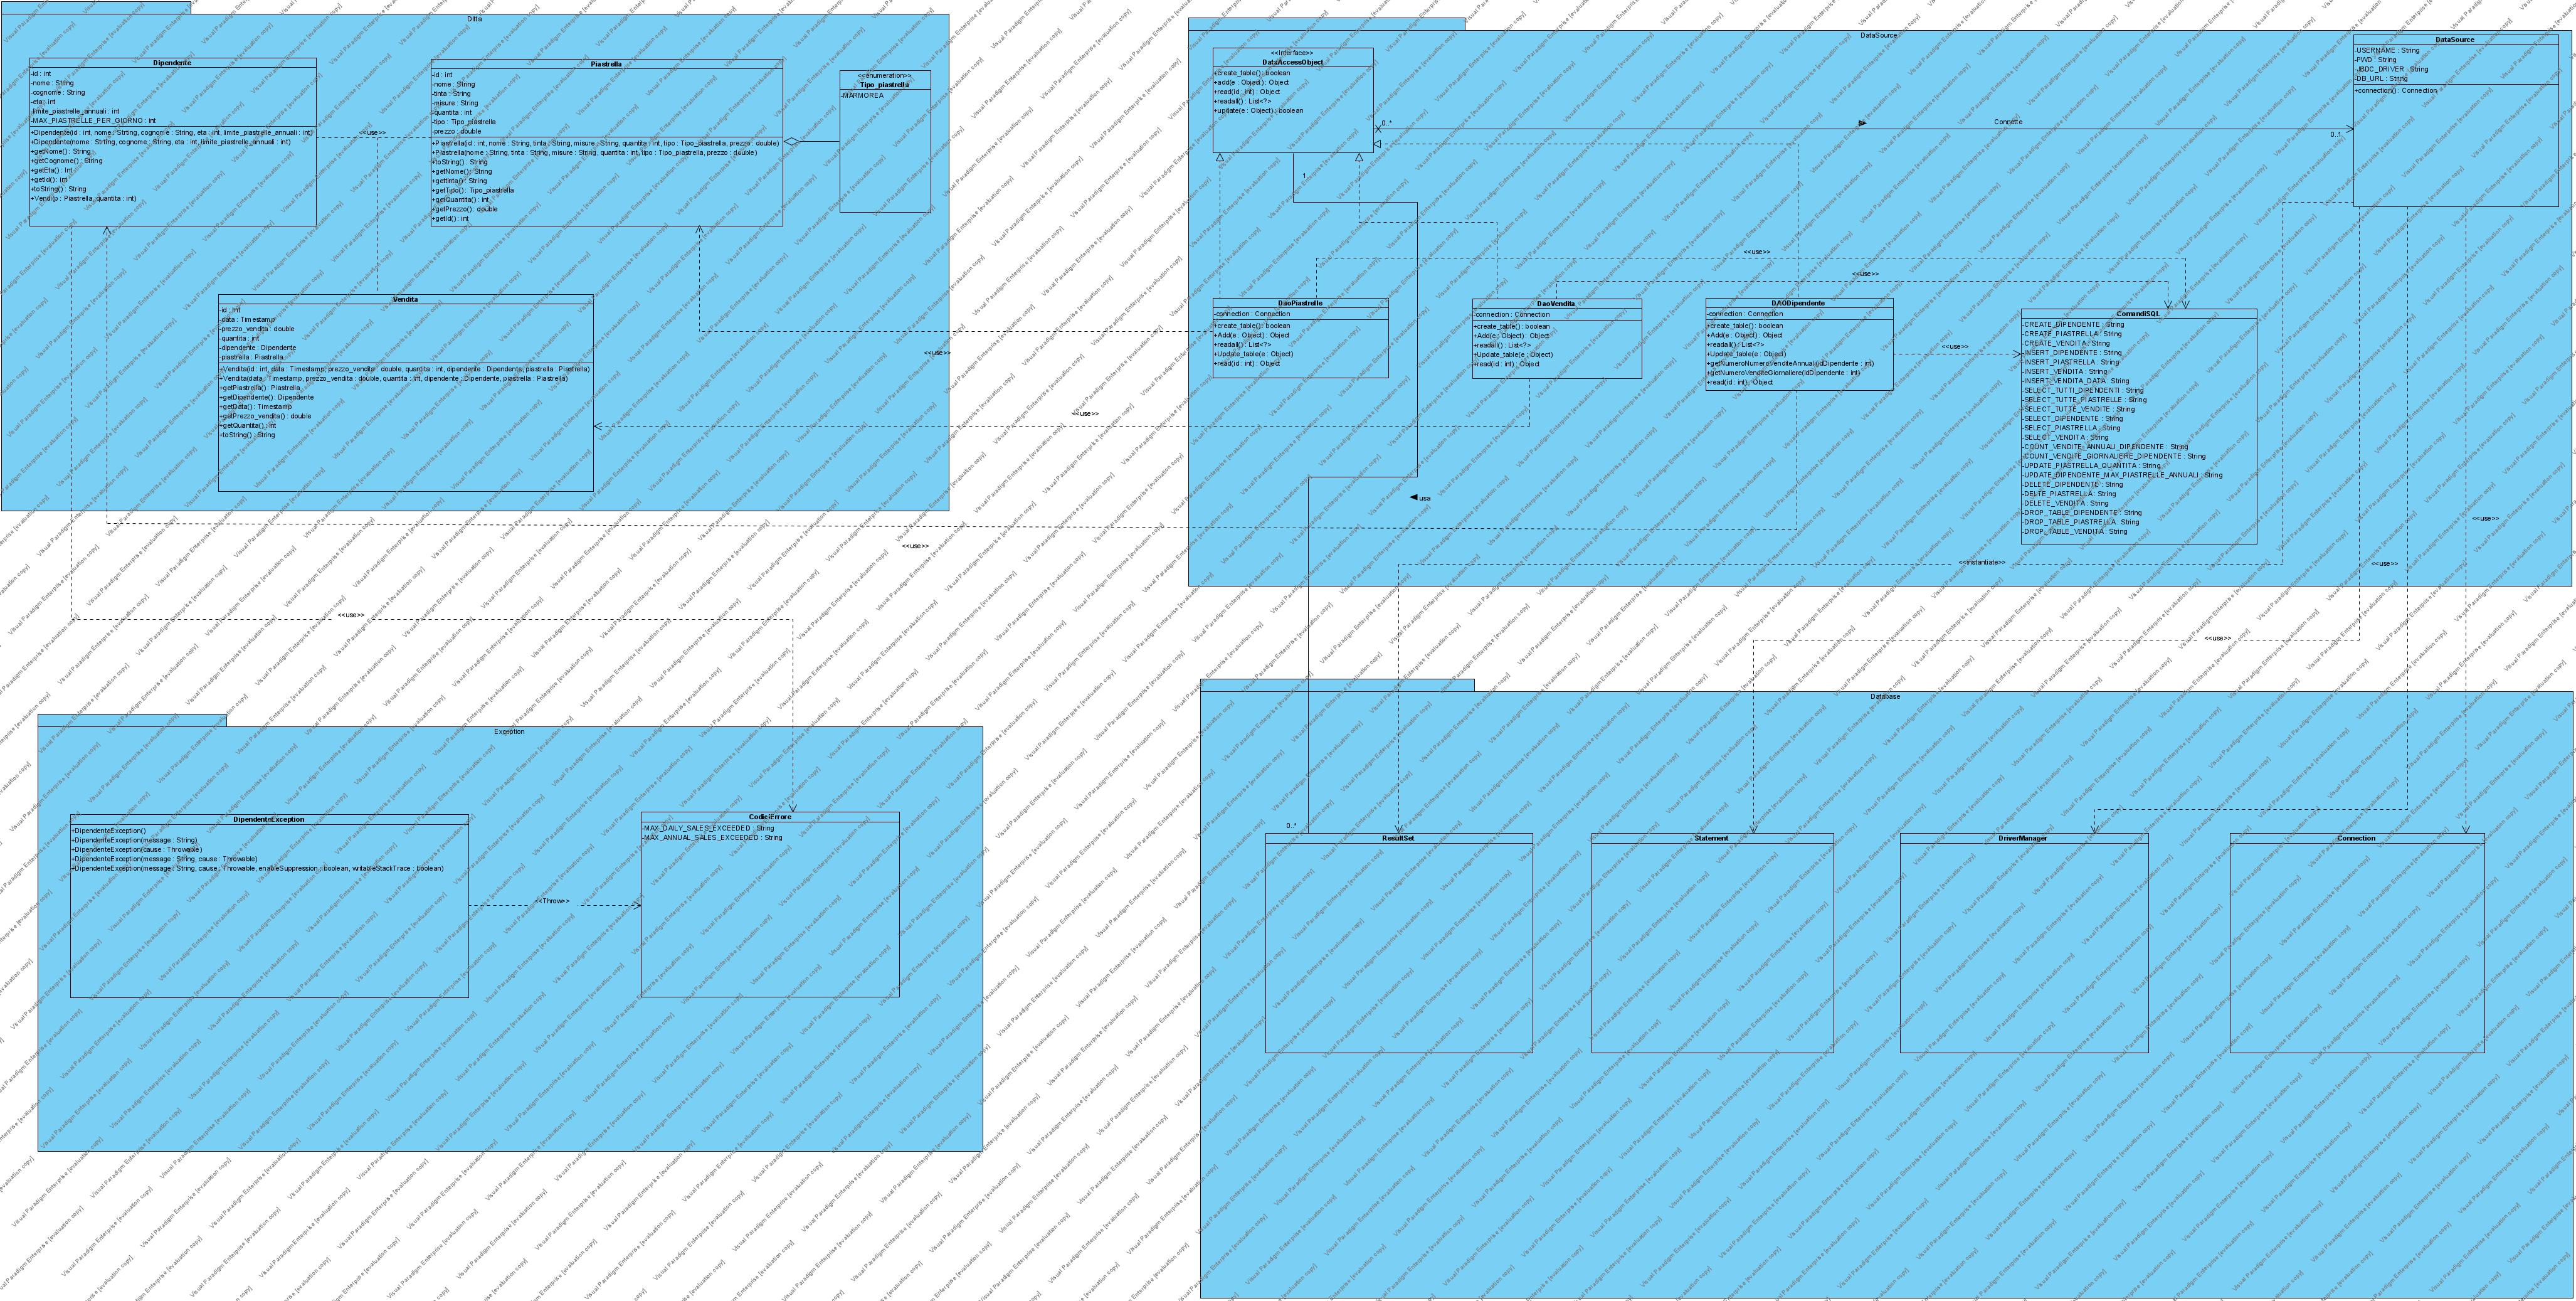 Ditta
Dipendente
-id : int
-nome : String
-cognome : String
-eta : int
-limite_piastrelle_annuali : int
-MAX_PIASTRELLE_PER_GIORNO : int
+Dipendente(id : int, nome : String, cognome : String, eta : int, limite_piastrelle_annuali : int)
+Dipendente(nome : String, cognome : String, eta : int, limite_piastrelle_annuali : int)
+getNome() : String
+getCognome() : String
+getEta() : int
+getId() : int
+toString() : String
+Vendi(p : Piastrella, quantita : int)
<<use>>
Piastrella
-id : int
-nome : String
-tinta : String
-misure : String
-quantita : int
-tipo : Tipo_piastrella
-prezzo : double
+Piastrella(id : int, nome : String, tinta : String, misure : String, quantita : int, tipo : Tipo_piastrella, prezzo : double)
+Piastrella(nome : String, tinta : String, misure : String, quantita : int, tipo : Tipo_piastrella, prezzo : double)
+toString() : String
+getNome() : String
+gettinta() : String
+getTipo() : Tipo_piastrella
+getQuantita() : int
+getPrezzo() : double
+getId() : int
<<enumeration>>
Tipo_piastrella
-MARMOREA
Vendita
-id : int
-data : Timestamp
-prezzo_vendita : double
-quantita : int
-dipendente : Dipendente
-piastrella : Piastrella
+Vendita(id : int, data : Timestamp, prezzo_vendita : double, quantita : int, dipendente : Dipendente, piastrella : Piastrella)
+Vendita(data : Timestamp, prezzo_vendita : double, quantita : int, dipendente : Dipendente, piastrella : Piastrella)
+getPiastrella() : Piastrella
+getDipendente() : Dipendente
+getData() : Timestamp
+getPrezzo_vendita() : double
+getQuantita() : int
+toString() : String
<<use>>
<<use>>
<<use>>
<<use>>
DataSource
<<Interface>>
DataAccessObject
+create_table() : boolean
+add(e : Object) : Object
+read(id : int) : Object
+readall() : List<?>
+update(e : Object) : boolean
0..*
Connette
0..1
1
DataSource
-USERNAME : String
-PWD : String
-JBDC_DRIVER : String
-DB_URL : String
+connection() : Connection
<<use>>
<<use>>
DaoPiastrelle
-connection : Connection
+create_table() : boolean
+Add(e : Object) : Object
+readall() : List<?>
+Update_table(e : Object)
+read(id : int) : Object
DaoVendita
-connection : Connection
+create_table() : boolean
+Add(e : Object) : Object
+readall() : List<?>
+Update_table(e : Object)
+read(id : int) : Object
DAODipendente
-connection : Connection
+create_table() : boolean
+Add(e : Object) : Object
+readall() : List<?>
+Update_table(e : Object)
+getNumeroNumeroVenditeAnnuali(idDipendente : int)
+getNumeroVenditeGiornaliere(idDipendente : int)
+read(id : int) : Object
<<use>>
ComandiSQL
-CREATE_DIPENDENTE : String
-CREATE_PIASTRELLA : String
-CREATE_VENDITA : String
-INSERT_DIPENDENTE : String
-INSERT_PIASTRELLA : String
-INSERT_VENDITA : String
-INSERT_VENDITA_DATA : String
-SELECT_TUTTI_DIPENDENTI : String
-SELECT_TUTTE_PIASTRELLE : String
-SELECT_TUTTE_VENDITE : String
-SELECT_DIPENDENTE : String
-SELECT_PIASTRELLA : String
-SELECT_VENDITA : String
-COUNT_VENDITE_ANNUALI_DIPENDENTE : String
-COUNT_VENDITE_GIORNALIERE_DIPENDENTE : String
-UPDATE_PIASTRELLA_QUANTITA : String
-UPDATE_DIPENDENTE_MAX_PIASTRELLE_ANNUALI : String
-DELETE_DIPENDENTE : String
-DELTE_PIASTRELLA : String
-DELETE_VENDITA : String
-DROP_TABLE_DIPENDENTE : String
-DROP_TABLE_PIASTRELLA : String
-DROP_TABLE_VENDITA : String
usa
<<use>>
<<instantiate>>
<<use>>
<<use>>
Exception
DipendenteException
+DipendenteException()
+DipendenteException(message : String)
+DipendenteException(cause : Throwable)
+DipendenteException(message : String, cause : Throwable)
+DipendenteException(message : String, cause : Throwable, enableSuppression : boolean, writableStackTrace : boolean)
<<Throw>>
CodiciErrore
-MAX_DAILY_SALES_EXCEEDED : String
-MAX_ANNUAL_SALES_EXCEEDED : String
Database
0..*
ResultSet
Statement
DriverManager
Connection
Visual Paradigm Enterprise [evaluation copy]